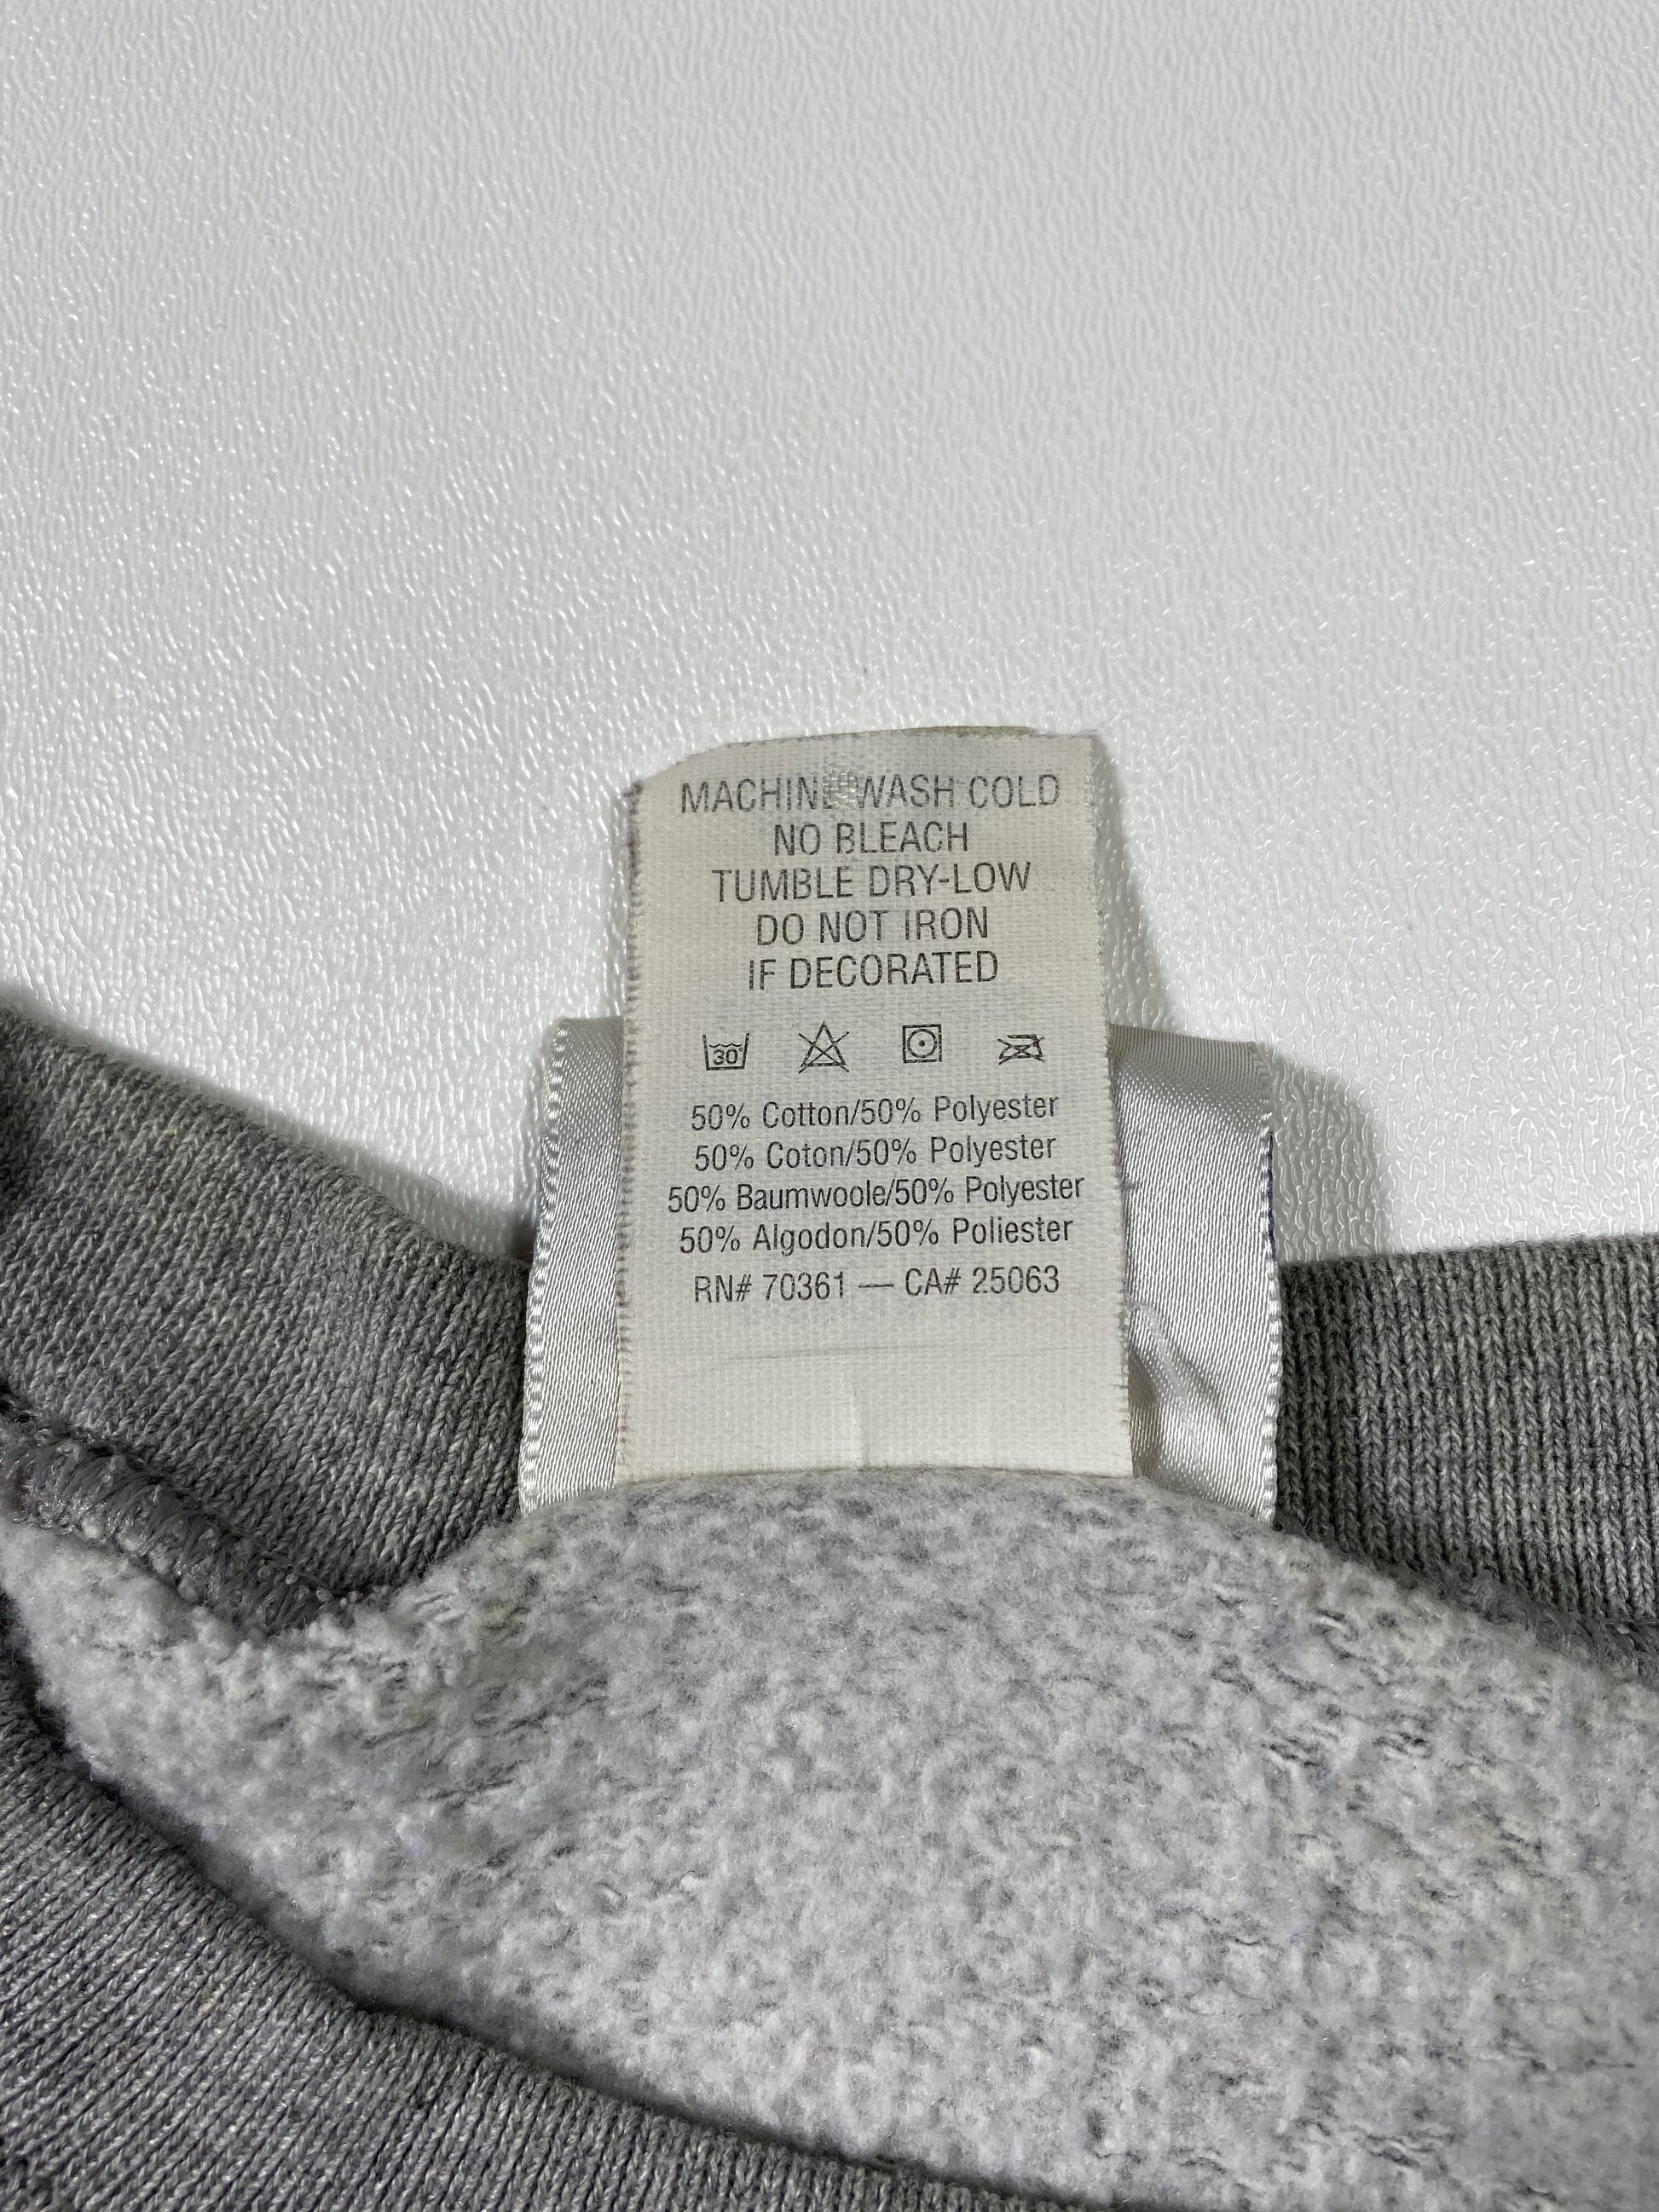 MACHINE WASH COLD
NO BLEACH
TUMBLE DRY-LOW
DO NOT IRON
IF DECORATED
30°
50% Cotton/50% Polyester
50% Coton/50% Polyester
50% Baumwoole/50% Polyester
50% Algodon/50% Poliester
RN# 70361 — CA# 25063